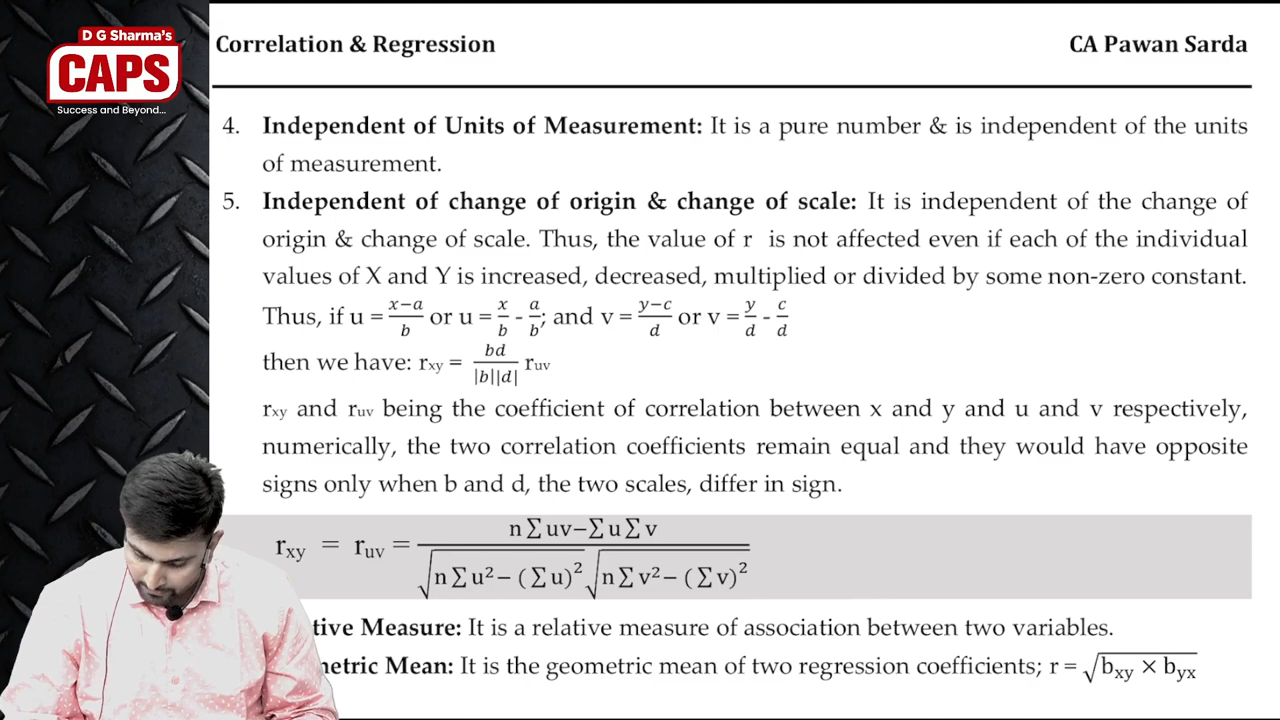 D G Sharma's
CAPS
Success and Beyond...
Correlation & Regression
CA Pawan Sarda
4. Independent of Units of Measurement: It is a pure number & is independent of the units
of measurement.
5. Independent of change of origin & change of scale: It is independent of the change of
origin & change of scale. Thus, the value of r is not affected even if each of the individual
values of X and Y is increased, decreased, multiplied or divided by some non-zero constant.
Thus, if u = x−a/b or u = x/b - a/b; and v = y−c/d or v = y/d - c/d
then we have: rxy = bd/|b||d| ruv
rxy and ruv being the coefficient of correlation between x and y and u and v respectively,
numerically, the two correlation coefficients remain equal and they would have opposite
signs only when b and d, the two scales, differ in sign.
rxy = ruv = n∑uv−∑u∑v / √n∑u²−(∑u)² √n∑v²−(∑v)²
Measure: It is a relative measure of association between two variables.
Mean: It is the geometric mean of two regression coefficients; r = √bxy × byx